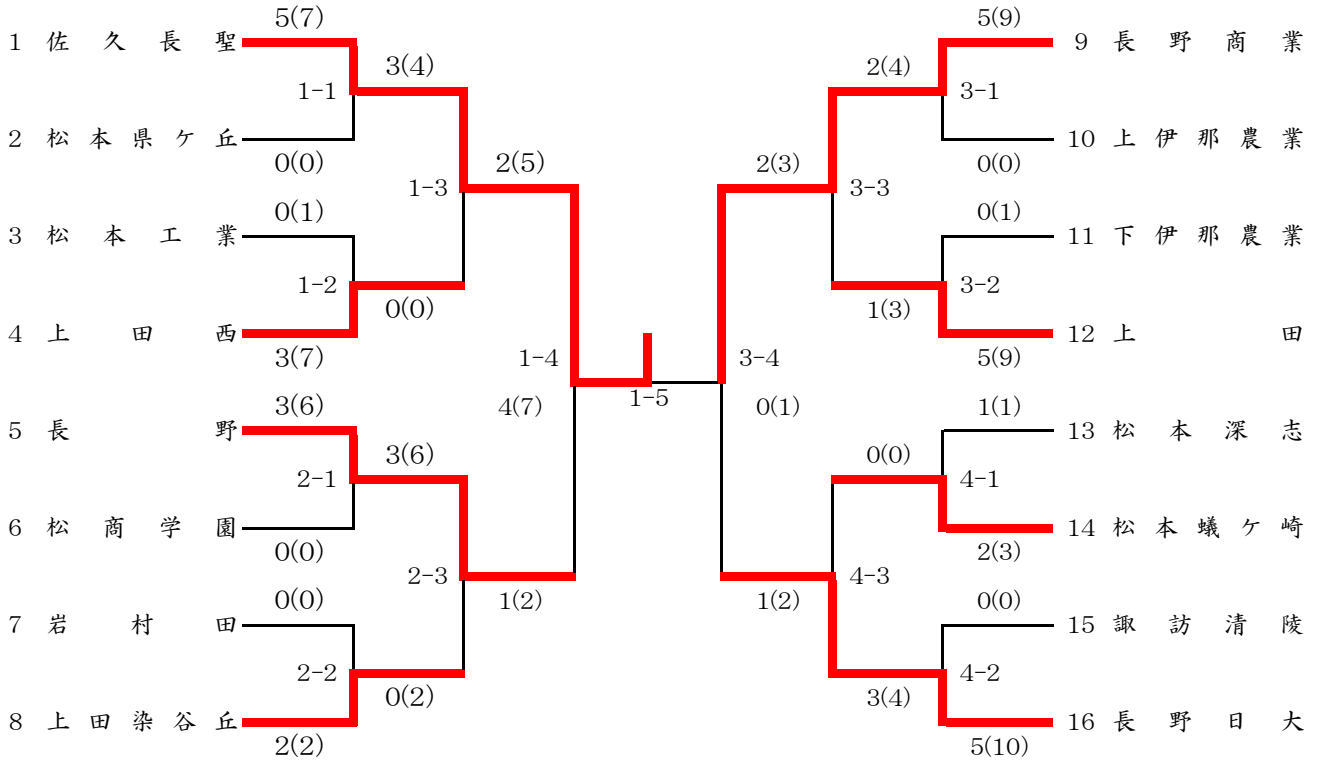 5(7) 5(9)
1 佐久長聖 9 長野商業
3(4) 2(4)
1-1 3-1
2 松本県ケ丘 10 上伊那農業
0(0) 2(5) 2(3) 0(0)
1-3 3-3
0(1) 0(1)
3 松本工業 11 下伊那農業
1-2 3-2
0(0) 1(3)
4 上田西 12 上田
3(7) 1-4 3-4 5(9)
1-5
3(6) 4(7) 0(1) 1(1)
5 長野 13 松本深志
3(6) 0(0)
2-1 4-1
6 松商学園 14 松本蟻ケ崎
0(0) 2(3)
2-3 4-3
0(0) 1(2) 1(2) 0(0)
7 岩村田 15 諏訪清陵
2-2 4-2
0(2) 3(4)
8 上田染谷丘 16 長野日大
2(2) 5(10)